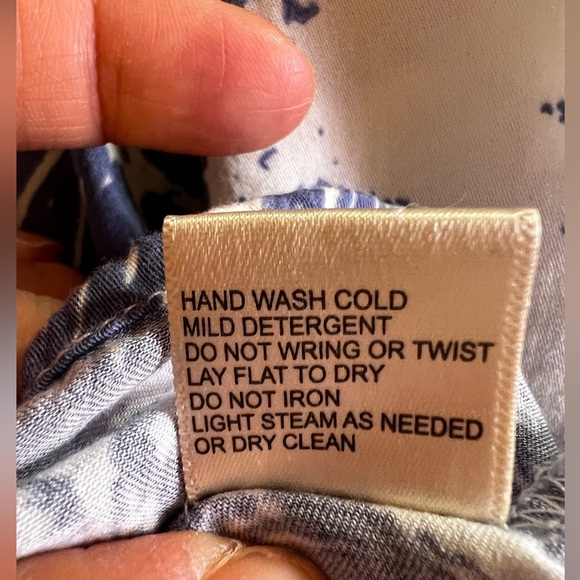 HAND WASH COLD
MILD DETERGENT
DO NOT WRING OR TWIST
LAY FLAT TO DRY
DO NOT IRON
LIGHT STEAM AS NEEDED
OR DRY CLEAN